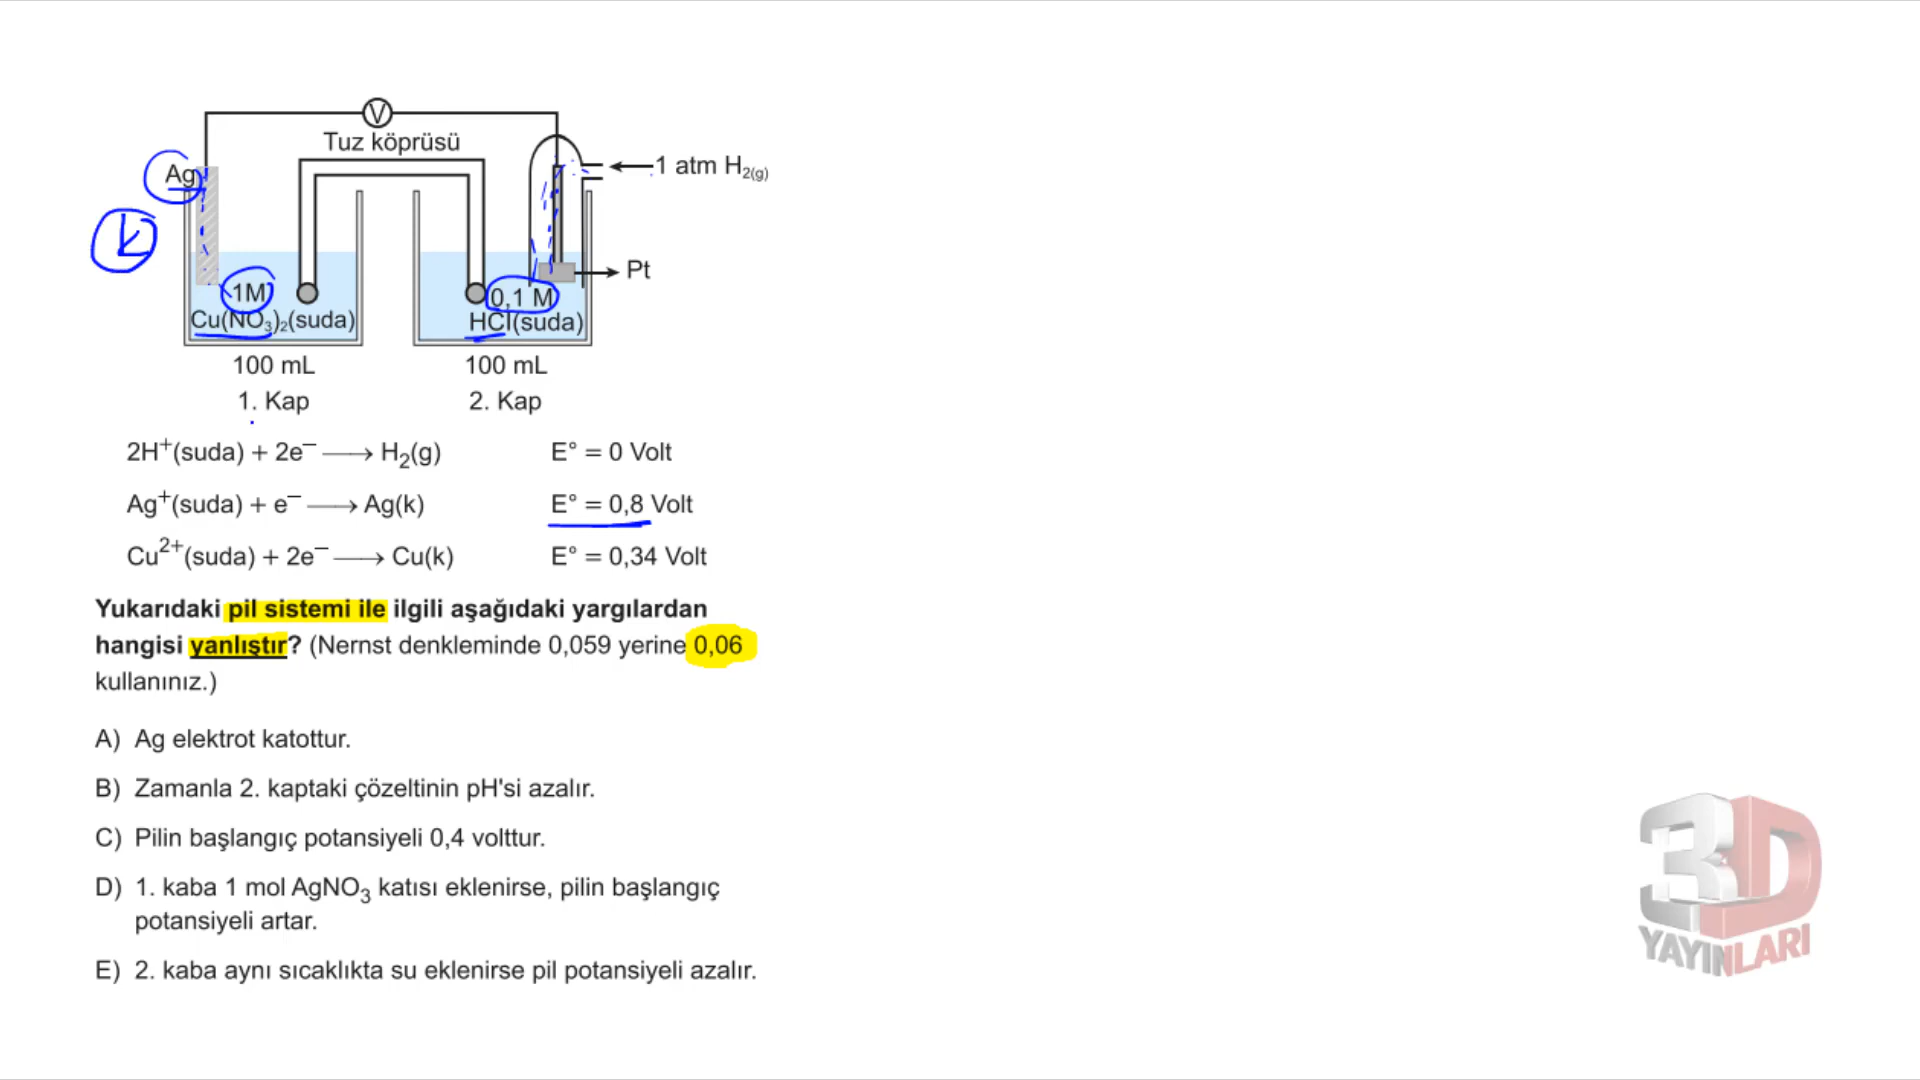 V
Tuz köprüsü
1 atm H2(g)
Ag
k
Pt
1M
0,1 M
Cu(NO3)2(suda)
HCl(suda)
100 mL
100 mL
1. Kap
2. Kap
2H+(suda) + 2e– ⟶ H2(g) E° = 0 Volt
Ag+(suda) + e– ⟶ Ag(k) E° = 0,8 Volt
Cu2+(suda) + 2e– ⟶ Cu(k) E° = 0,34 Volt
Yukarıdaki pil sistemi ile ilgili aşağıdaki yargılardan
hangisi yanlıştır? (Nernst denkleminde 0,059 yerine 0,06
kullanınız.)
A) Ag elektrot katottur.
B) Zamanla 2. kaptaki çözeltinin pH'si azalır.
C) Pilin başlangıç potansiyeli 0,4 volttur.
D) 1. kaba 1 mol AgNO3 katısı eklenirse, pilin başlangıç
potansiyeli artar.
E) 2. kaba aynı sıcaklıkta su eklenirse pil potansiyeli azalır.
3D
YAYINLARI